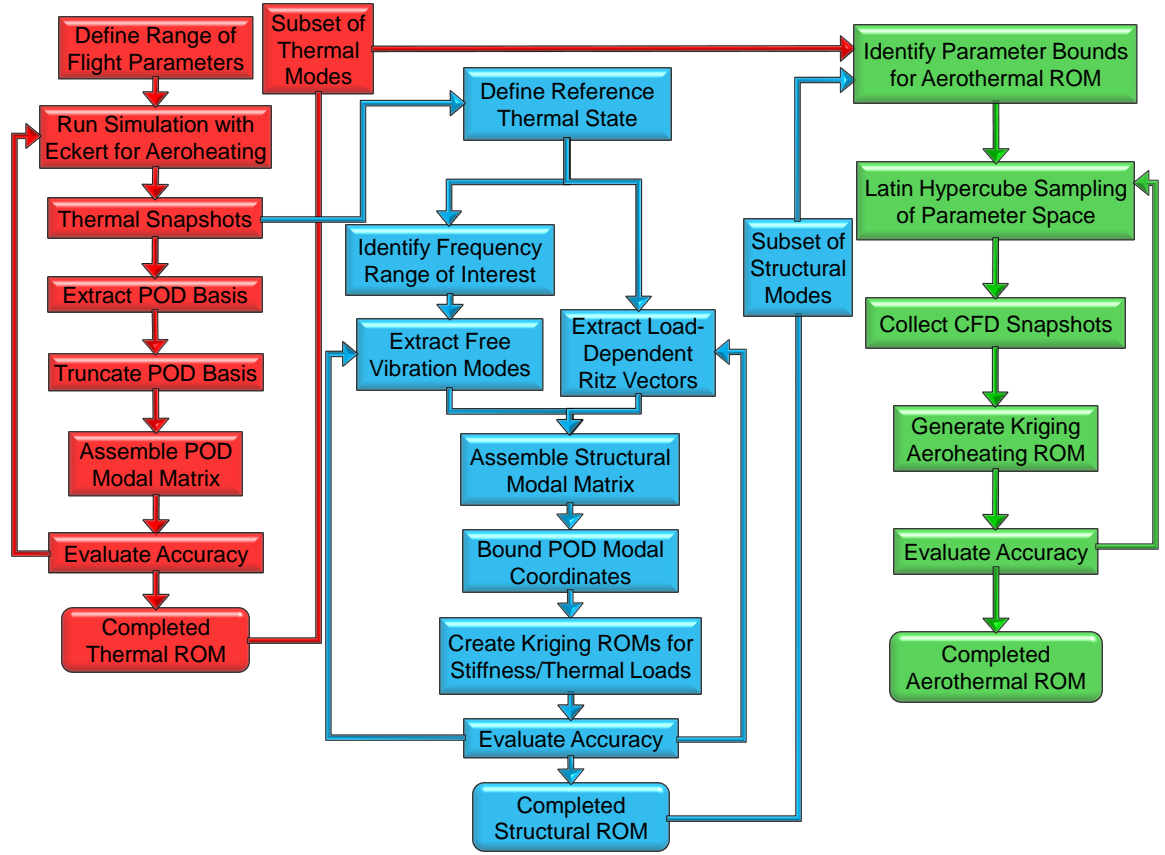 Define Range of
Flight Parameters
Run Simulation with
Eckert for Aeroheating
Thermal Snapshots
Extract POD Basis
Truncate POD Basis
Assemble POD
Modal Matrix
Evaluate Accuracy
Completed
Thermal ROM
Subset of
Thermal
Modes
Define Reference
Thermal State
Identify Frequency
Range of Interest
Extract Free
Vibration Modes
Extract Load-
Dependent
Ritz Vectors
Assemble Structural
Modal Matrix
Bound POD Modal
Coordinates
Create Kriging ROMs for
Stiffness/Thermal Loads
Evaluate Accuracy
Completed
Structural ROM
Subset of
Structural
Modes
Identify Parameter Bounds
for Aerothermal ROM
Latin Hypercube Sampling
of Parameter Space
Collect CFD Snapshots
Generate Kriging
Aeroheating ROM
Evaluate Accuracy
Completed
Aerothermal ROM